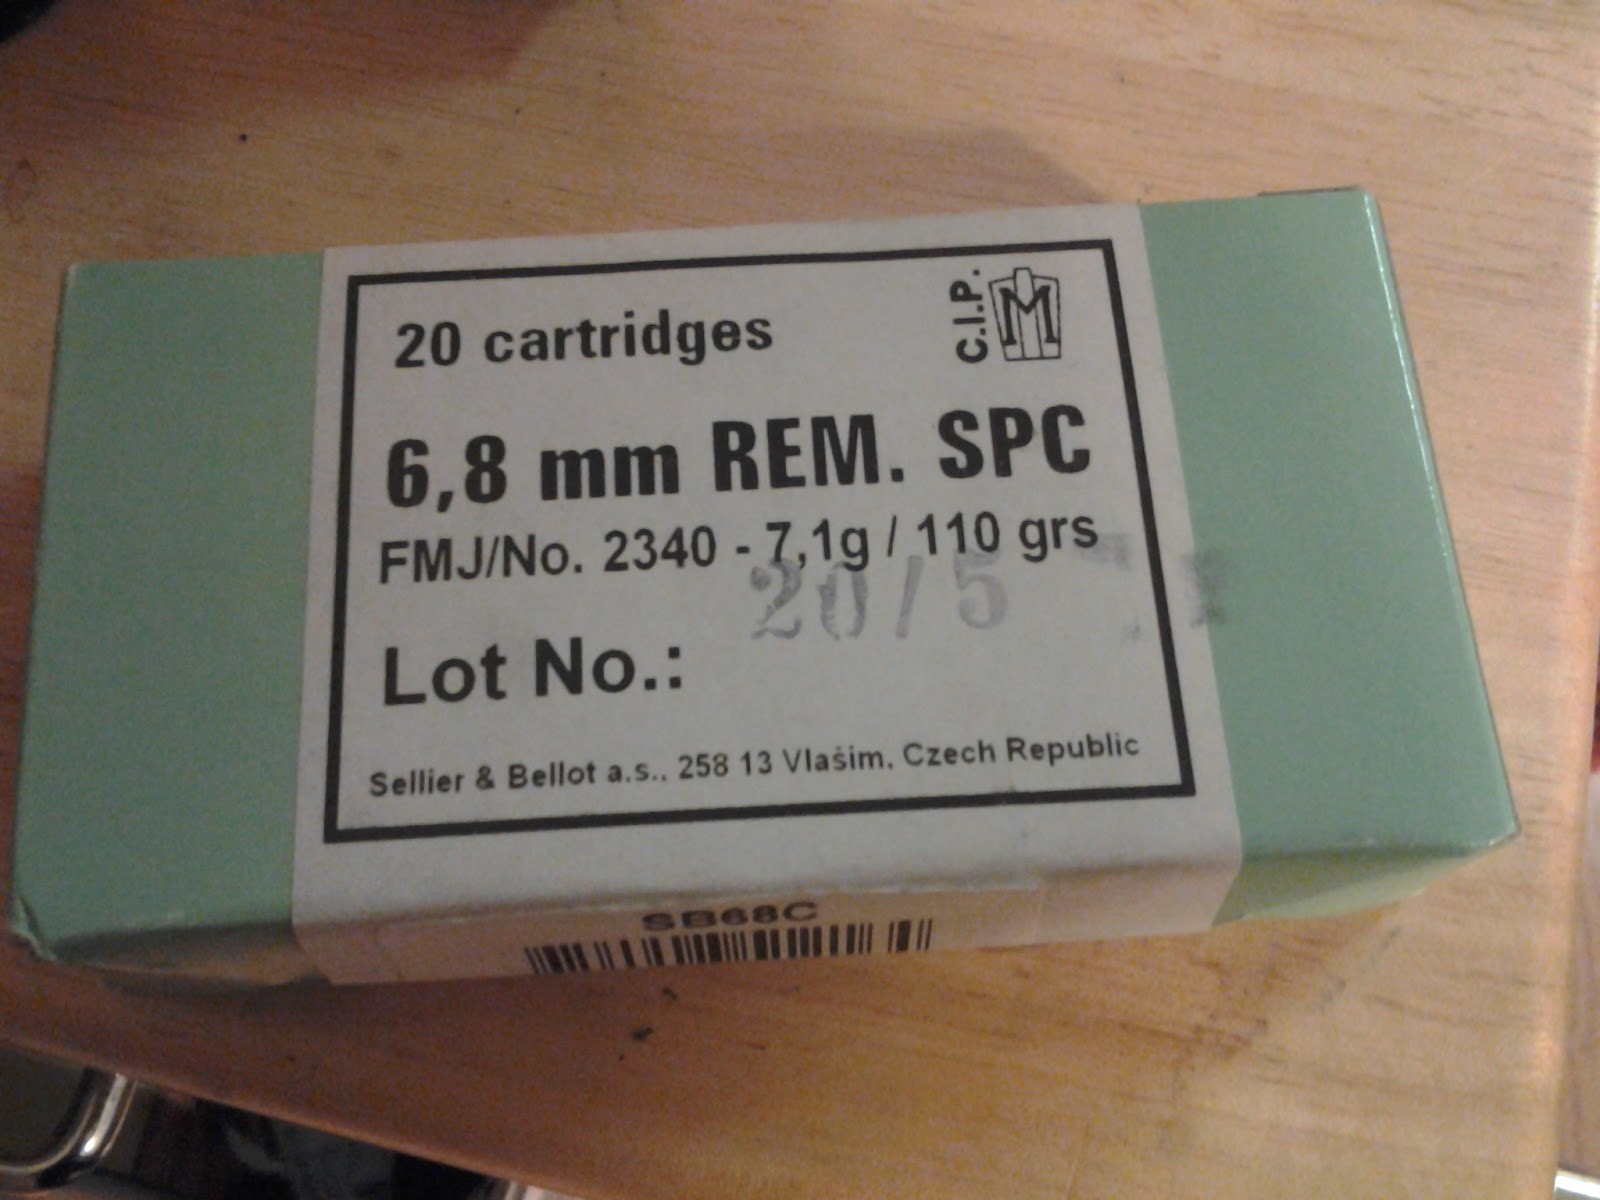 20 cartridges
C.I.P.
6,8 mm REM. SPC
FMJ/No. 2340 - 7,1g / 110 grs
20/5
Lot No.:
Sellier & Bellot a.s., 258 13 Vlašim, Czech Republic
SB68C